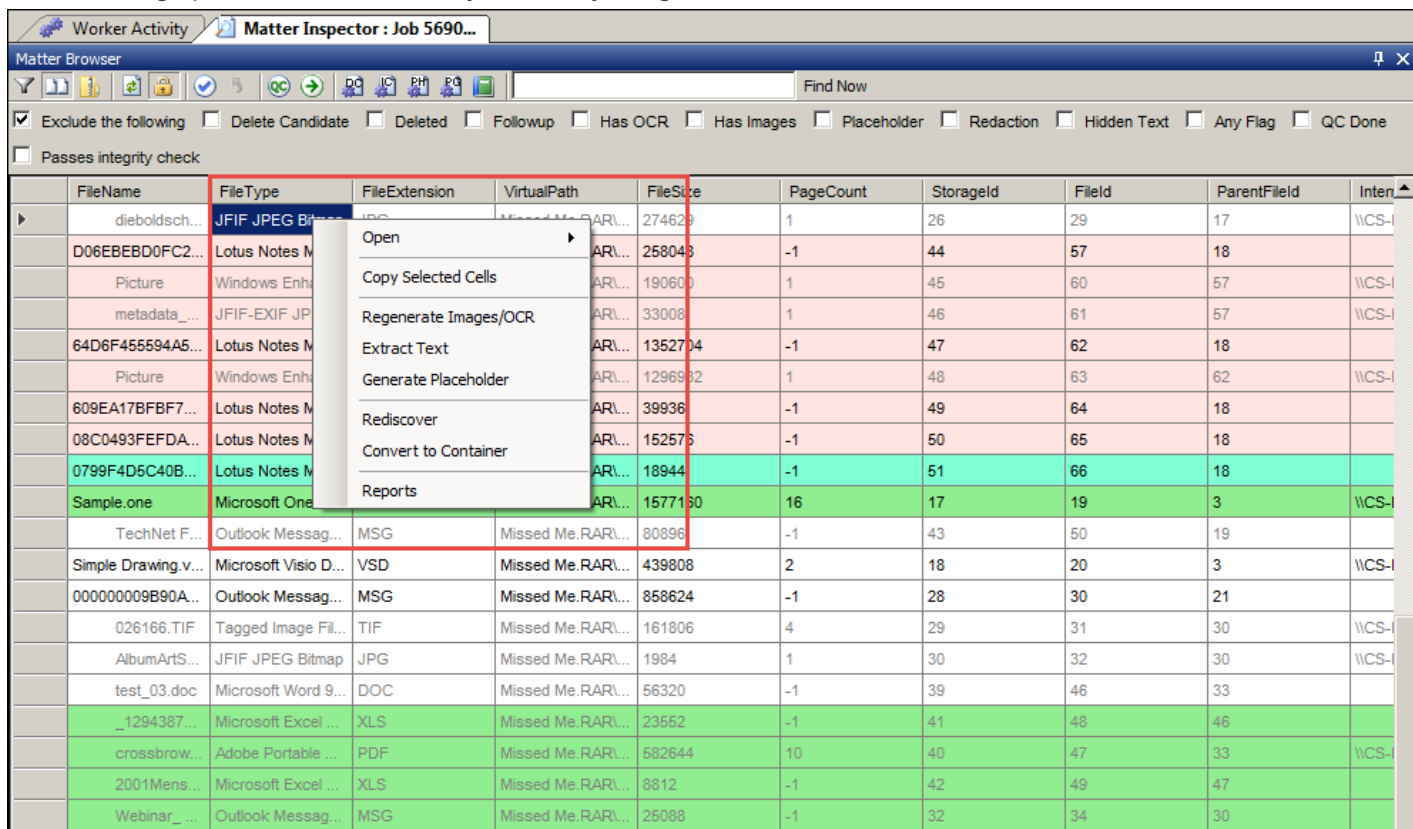 Worker Activity Matter Inspector : Job 5690...
Matter Browser
Find Now
Exclude the following Delete Candidate Deleted Followup Has OCR Has Images Placeholder Redaction Hidden Text Any Flag QC Done
Passes integrity check
FileName FileType FileExtension VirtualPath FileSize PageCount StorageId FileId ParentFileId
dieboldsch... JFIF JPEG Bitmap 274629 1 26 29 17
D06EBEBD0FC2... Lotus Notes 258048 -1 44 57 18
Picture Windows 190600 1 45 60 57
metadata_... JFIF-EXIF 33008 1 46 61 57
64D6F455594A5... Lotus Notes 1352704 -1 47 62 18
Picture Windows 1296982 1 48 63 62
609EA17BFBF7... Lotus Notes 39936 -1 49 64 18
08C0493FEFDA... Lotus Notes 152576 -1 50 65 18
0799F4D5C40B... Lotus Notes 18944 -1 51 66 18
Sample.one Microsoft 1577160 16 17 19 3
TechNet F... Outlook Messag... MSG Missed Me.RAR\... 80896 -1 43 50 19
Simple Drawing.v... Microsoft Visio D... VSD Missed Me.RAR\... 439808 2 18 20 3
000000009B90A... Outlook Messag... MSG Missed Me.RAR\... 858624 -1 28 30 21
026166.TIF Tagged Image Fil... TIF Missed Me.RAR\... 161806 4 29 31 30
AlbumArtS... JFIF JPEG Bitmap JPG Missed Me.RAR\... 1984 1 30 32 30
test_03.doc Microsoft Word 9... DOC Missed Me.RAR\... 56320 -1 39 46 33
_1294387... Microsoft Excel ... XLS Missed Me.RAR\... 23552 -1 41 48 46
crossbrow... Adobe Portable ... PDF Missed Me.RAR\... 582644 10 40 47 33
2001Mens... Microsoft Excel ... XLS Missed Me.RAR\... 8812 -1 42 49 47
Webinar_ ... Outlook Messag... MSG Missed Me.RAR\... 25088 -1 32 34 30
Open
Copy Selected Cells
Regenerate Images/OCR
Extract Text
Generate Placeholder
Rediscover
Convert to Container
Reports